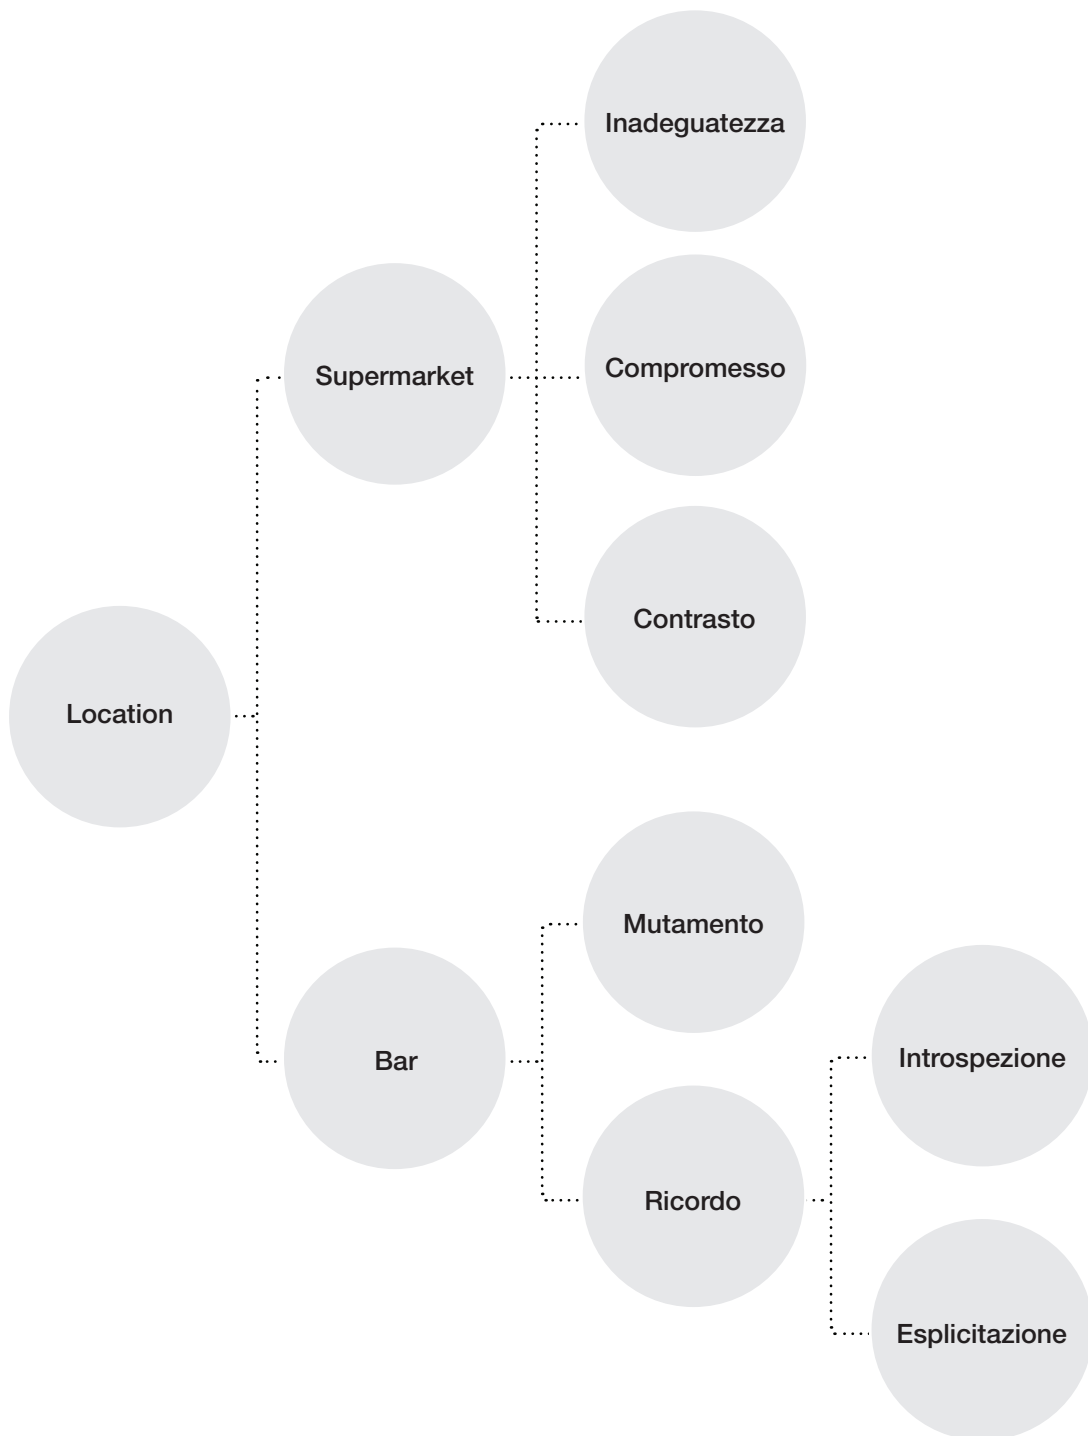 Inadeguatezza
Compromesso
Supermarket
Contrasto
Location
Mutamento
Bar
Introspezione
Ricordo
Esplicitazione